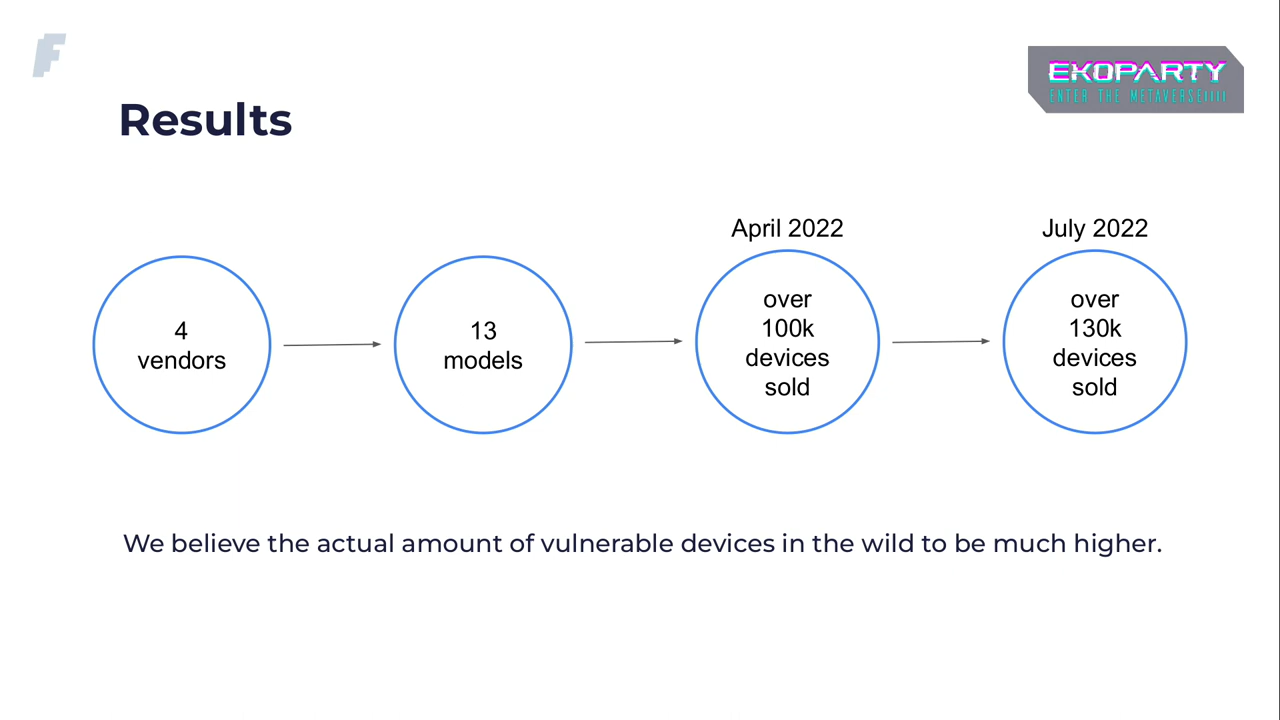 EKOPARTY
ENTER THE METAVERSE
Results
4
vendors
13
models
April 2022
over
100k
devices
sold
July 2022
over
130k
devices
sold
We believe the actual amount of vulnerable devices in the wild to be much higher.